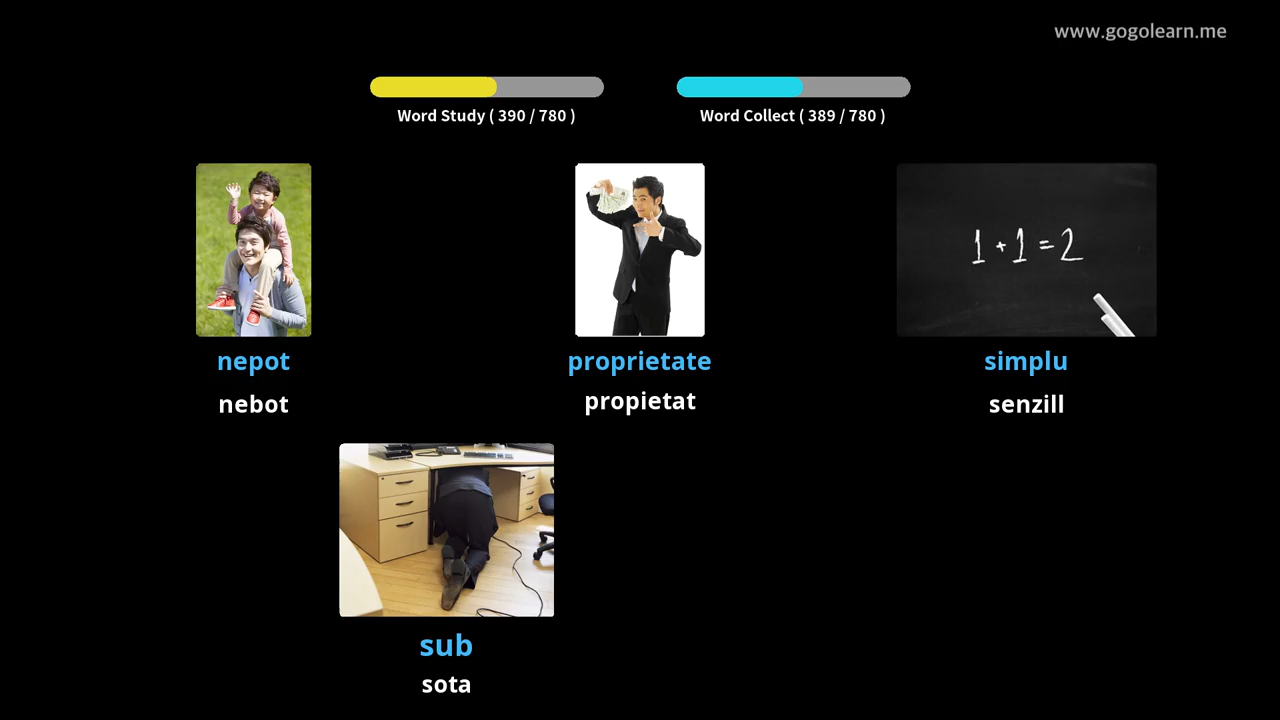 www.gogolearn.me
Word Study ( 390 / 780 )
Word Collect ( 389 / 780 )
1 + 1 = 2
nepot
proprietate
simplu
nebot
propietat
senzill
sub
sota